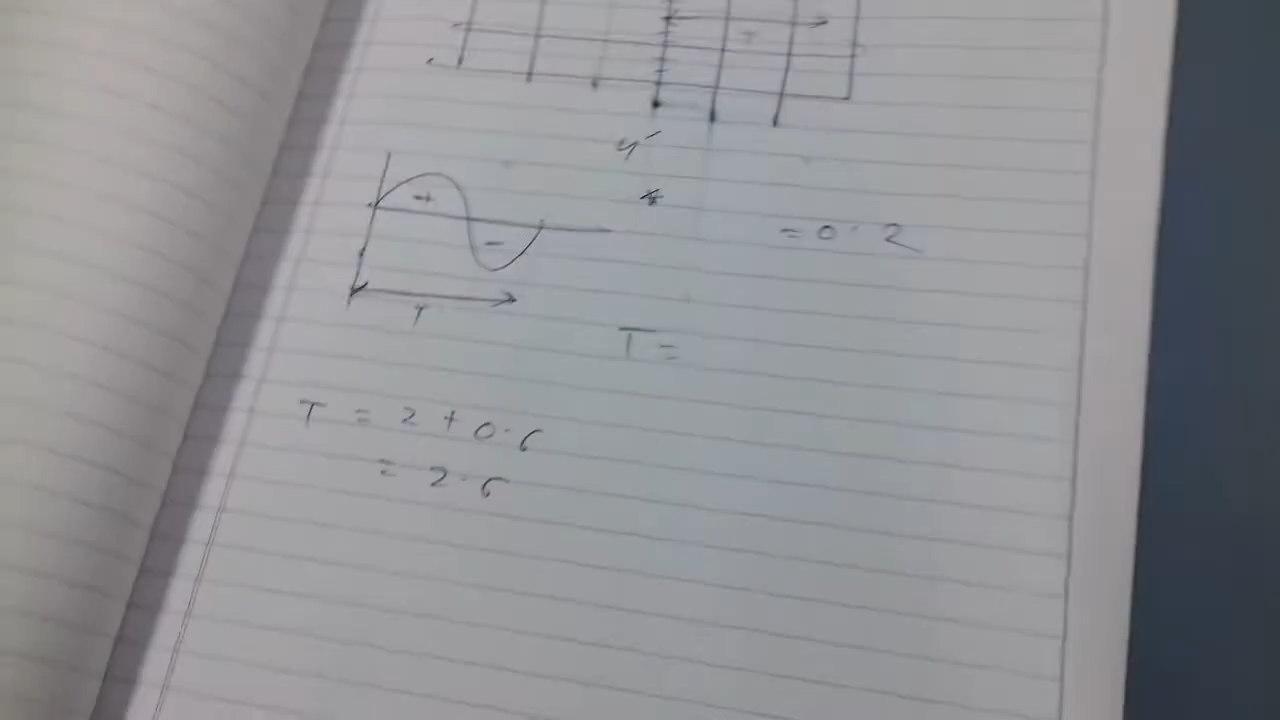 T
y'
x
+
= 0.2
-
T
T =
T = 2 + 0.6
= 2.6